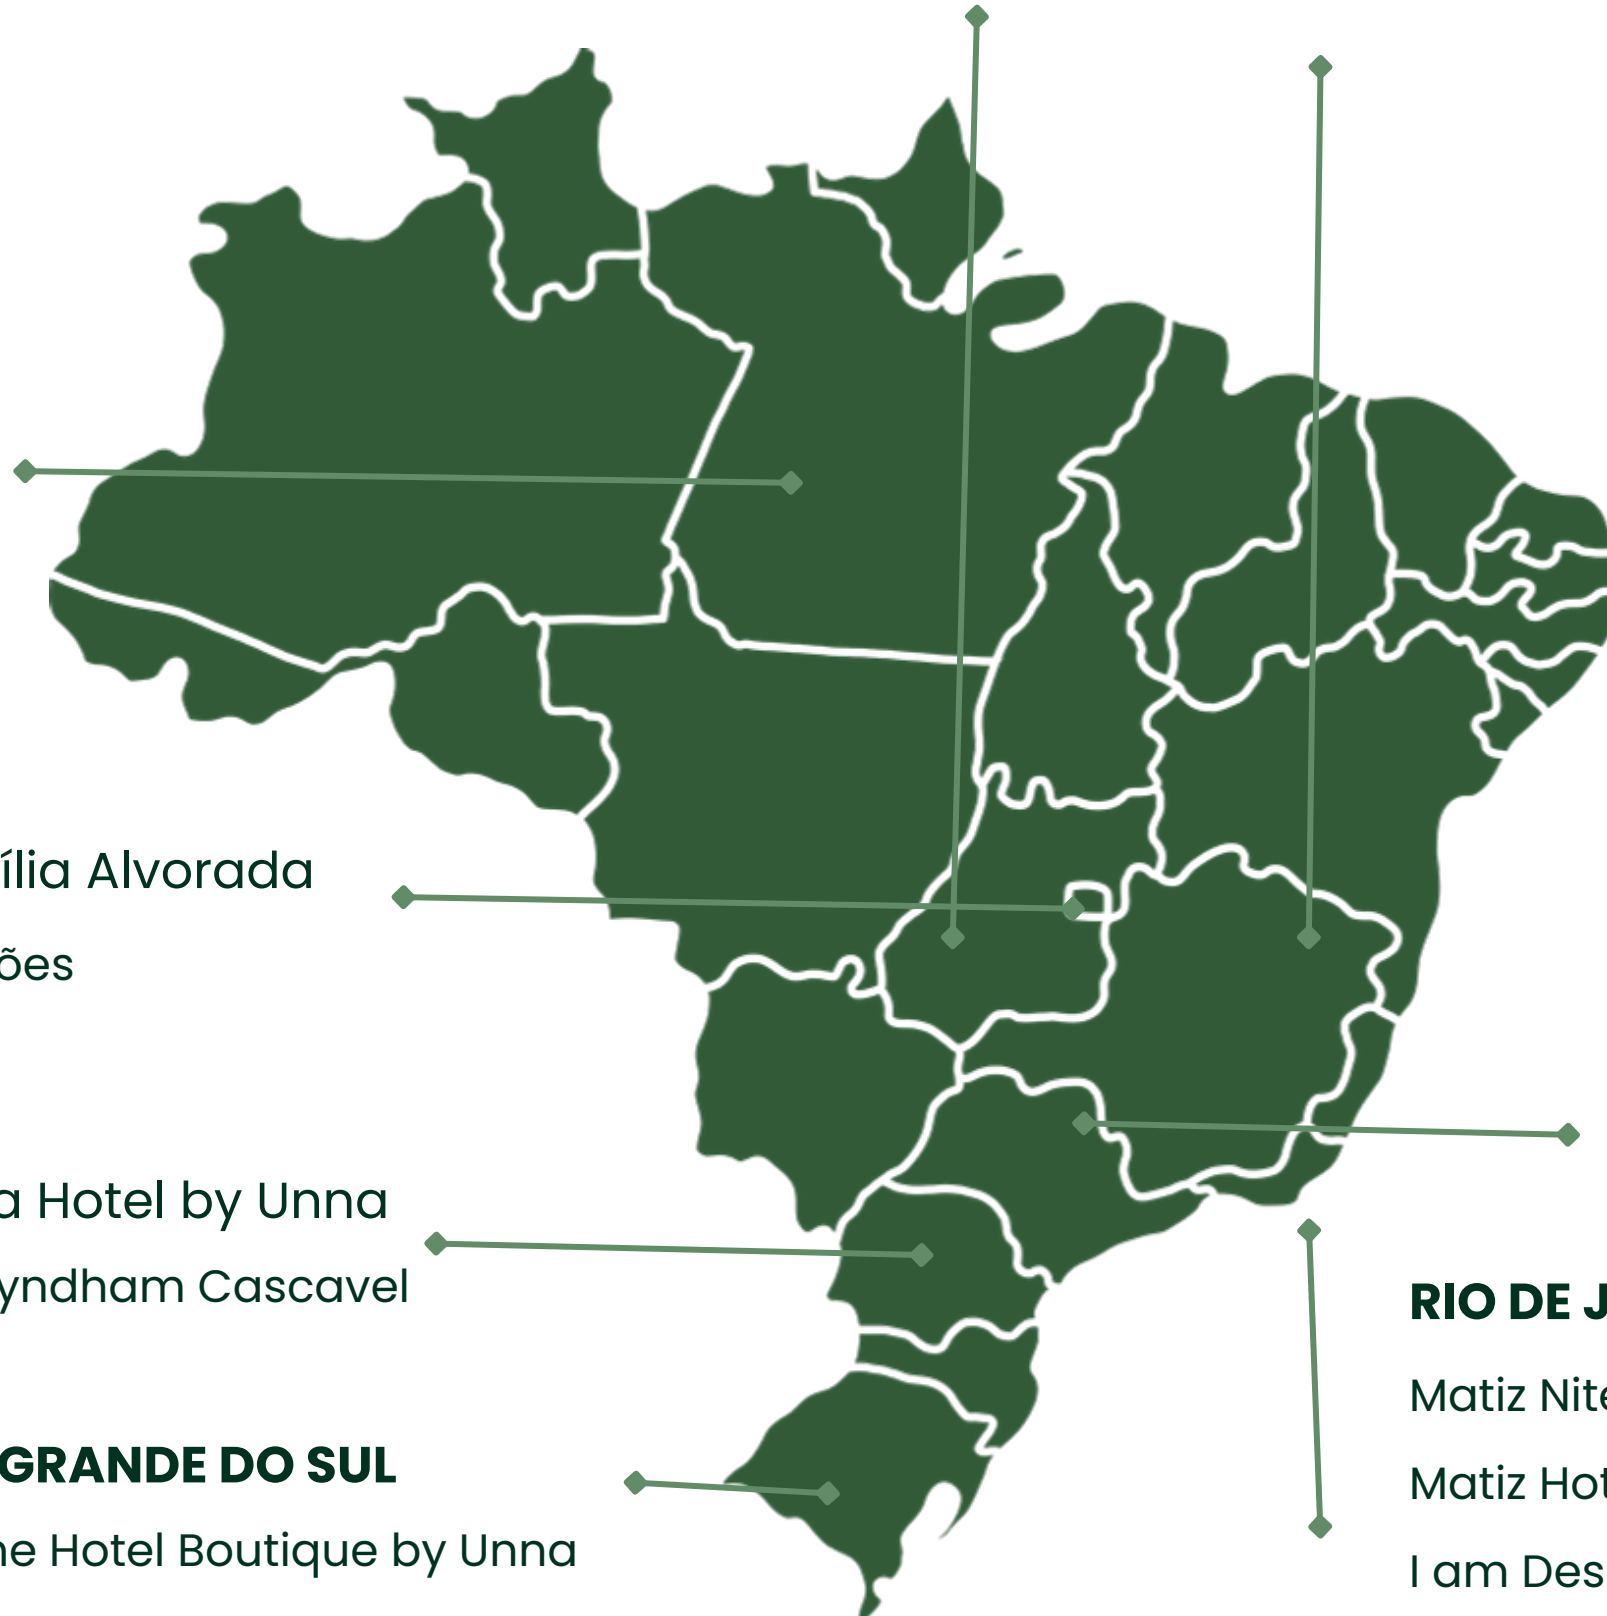 ília Alvorada
ões
a Hotel by Unna
yndham Cascavel
GRANDE DO SUL
ne Hotel Boutique by Unna
RIO DE J
Matiz Nite
Matiz Hot
I am Des